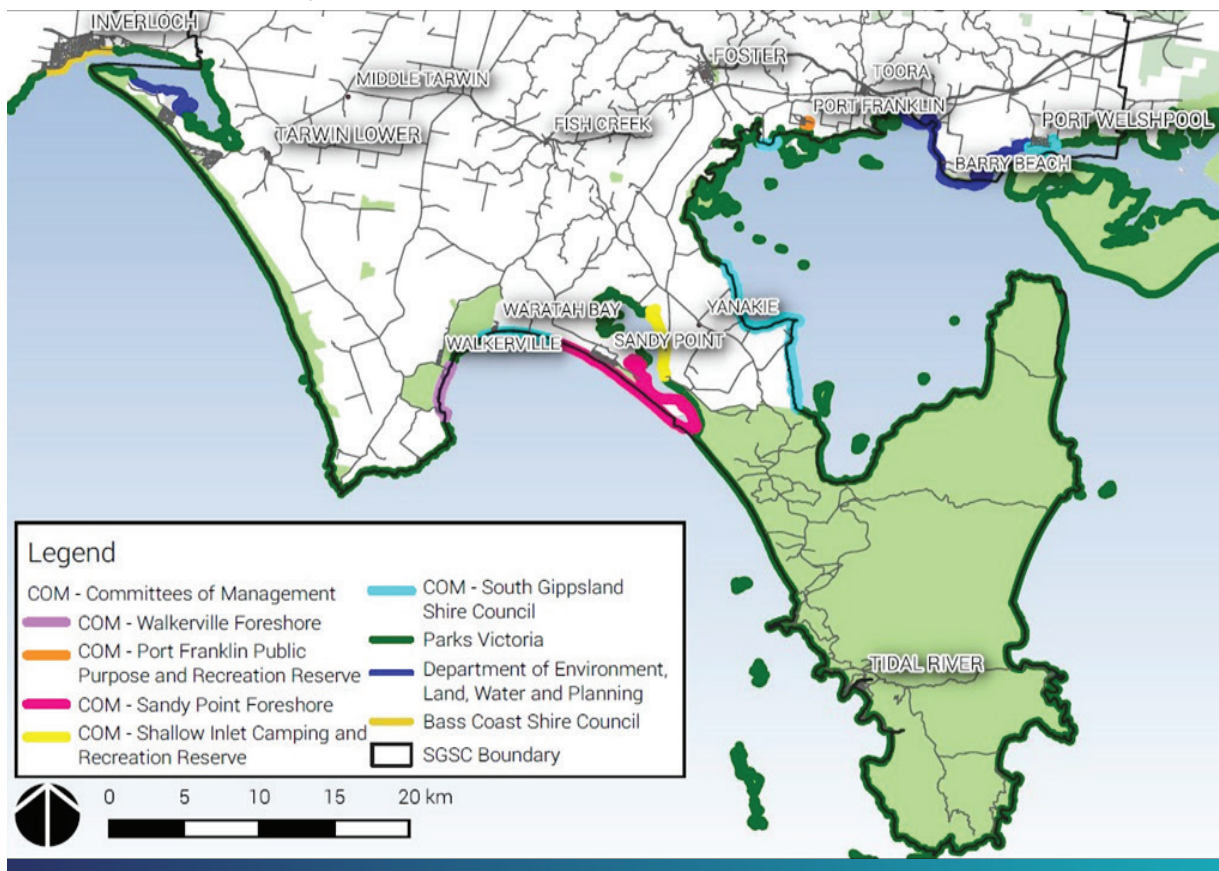 INVERLOCH
MIDDLE TARWIN
TARWIN LOWER
FISH CREEK
FOSTER
TOORA
PORT FRANKLIN
PORT WELSHPOOL
BARRY BEACH
WARATAH BAY
YANAKIE
WALKERVILLE
SANDY POINT
TIDAL RIVER
Legend
COM - Committees of Management
COM - Walkerville Foreshore
COM - Port Franklin Public
Purpose and Recreation Reserve
COM - Sandy Point Foreshore
COM - Shallow Inlet Camping and
Recreation Reserve
COM - South Gippsland
Shire Council
Parks Victoria
Department of Environment,
Land, Water and Planning
Bass Coast Shire Council
SGSC Boundary
0 5 10 15 20 km